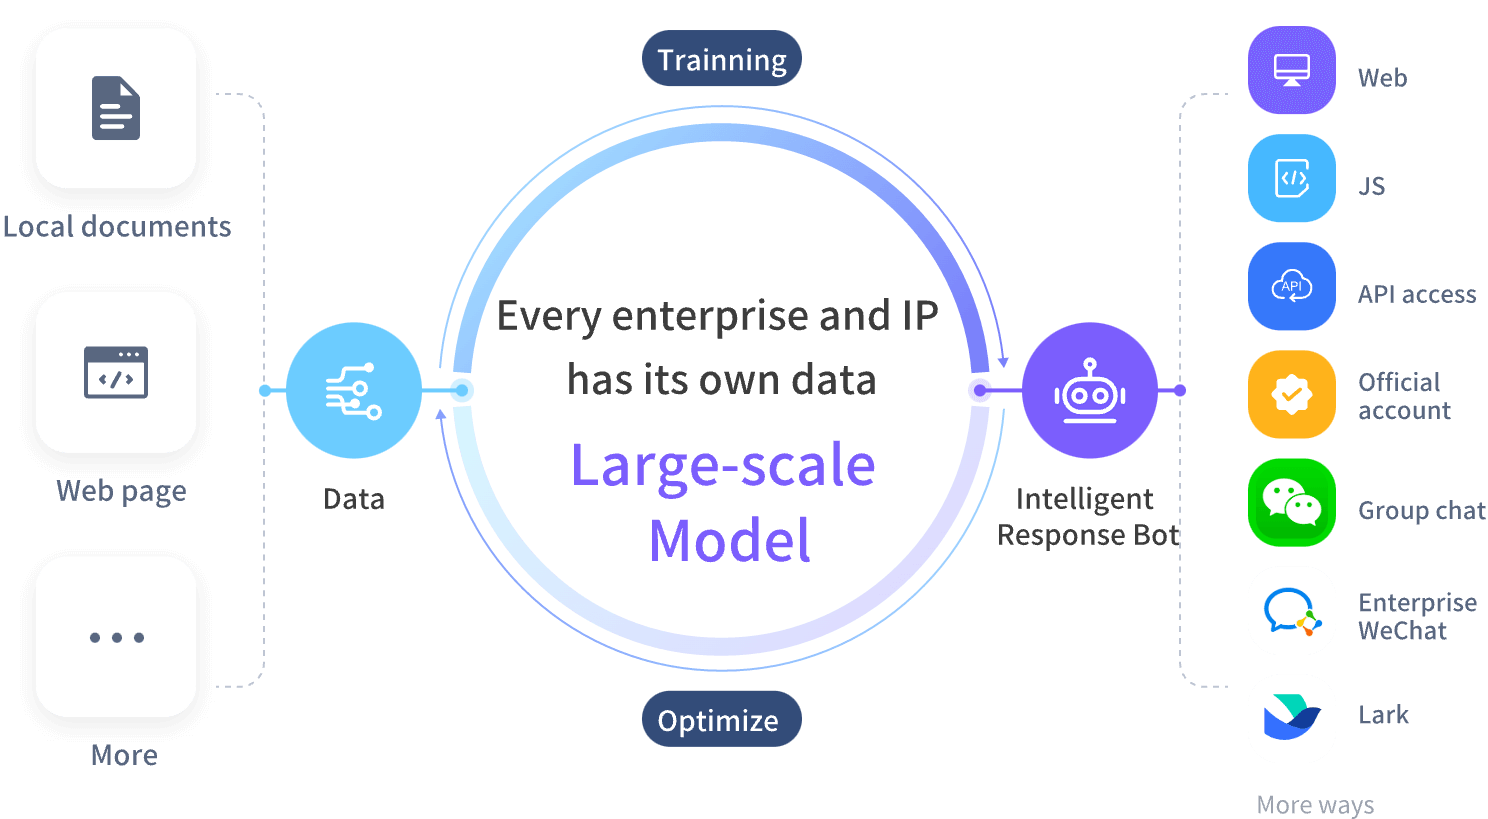 Local documents
Web page
More
Data
Trainning
Every enterprise and IP
has its own data
Large-scale
Model
Optimize
Intelligent
Response Bot
Web
JS
API
API access
Official
account
Group chat
Enterprise
WeChat
Lark
More ways